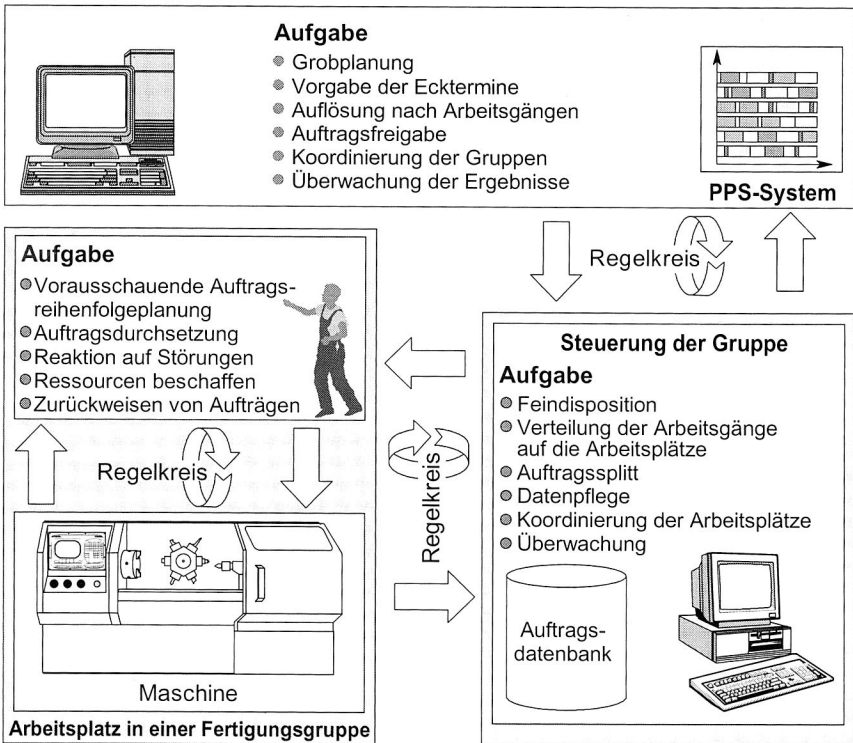 Aufgabe
Grobplanung
Vorgabe der Ecktermine
Auflösung nach Arbeitsgängen
Auftragsfreigabe
Koordinierung der Gruppen
Überwachung der Ergebnisse
PPS-System
Regelkreis
Aufgabe
Vorausschauende Auftrags-
reihenfolgeplanung
Auftragsdurchsetzung
Reaktion auf Störungen
Ressourcen beschaffen
Zurückweisen von Aufträgen
Regelkreis
Maschine
Arbeitsplatz in einer Fertigungsgruppe
Regelkreis
Steuerung der Gruppe
Aufgabe
Feindisposition
Verteilung der Arbeitsgänge
auf die Arbeitsplätze
Auftragssplitt
Datenpflege
Koordinierung der Arbeitsplätze
Überwachung
Auftrags-
datenbank